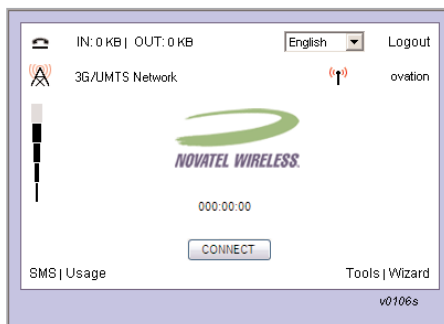 IN: 0 KB | OUT: 0 KB English Logout
3G/UMTS Network ovation
NOVATEL WIRELESS.
000:00:00
CONNECT
SMS | Usage Tools | Wizard
v0106s